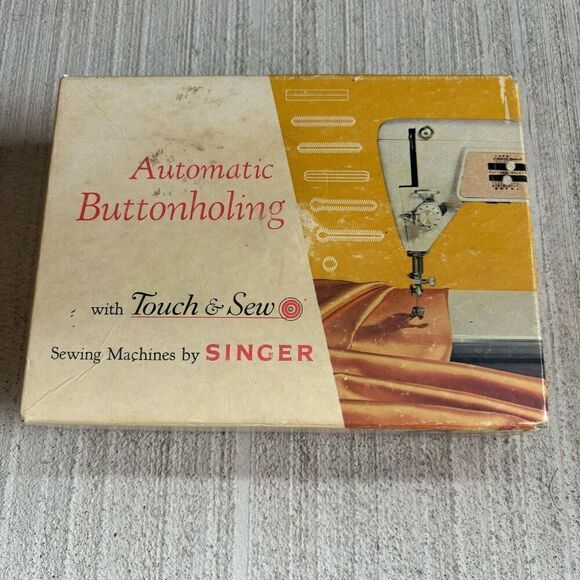 Automatic
Buttonholing
with Touch & Sew
Sewing Machines by SINGER